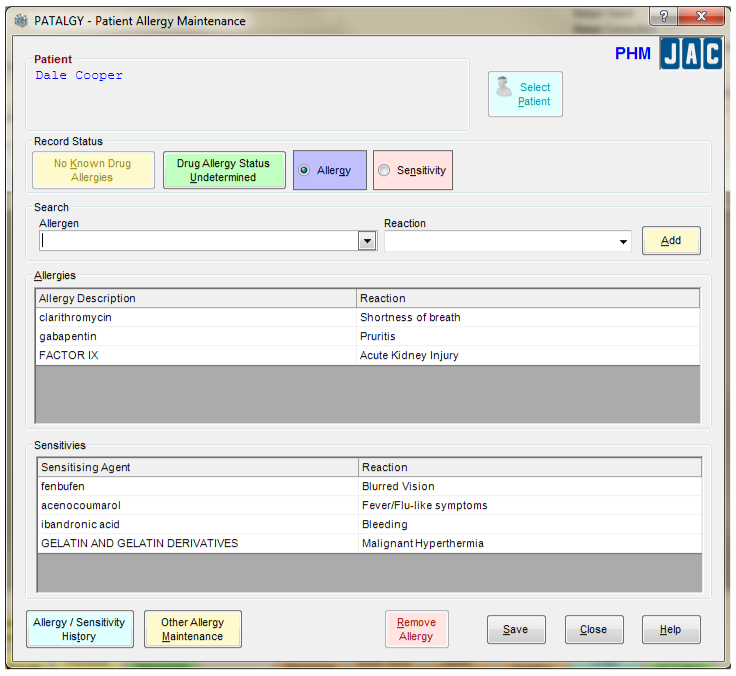 PATALGY - Patient Allergy Maintenance
?
PHM JAC
Patient
Dale Cooper
Select
Patient
Record Status
No Known Drug
Allergies
Drug Allergy Status
Undetermined
Allergy
Sensitivity
Search
Allergen
Reaction
Add
Allergies
Allergy Description Reaction
clarithromycin Shortness of breath
gabapentin Pruritis
FACTOR IX Acute Kidney Injury
Sensitivies
Sensitising Agent Reaction
fenbufen Blurred Vision
acenocoumarol Fever/Flu-like symptoms
ibandronic acid Bleeding
GELATIN AND GELATIN DERIVATIVES Malignant Hyperthermia
Allergy / Sensitivity
History
Other Allergy
Maintenance
Remove
Allergy
Save
Close
Help